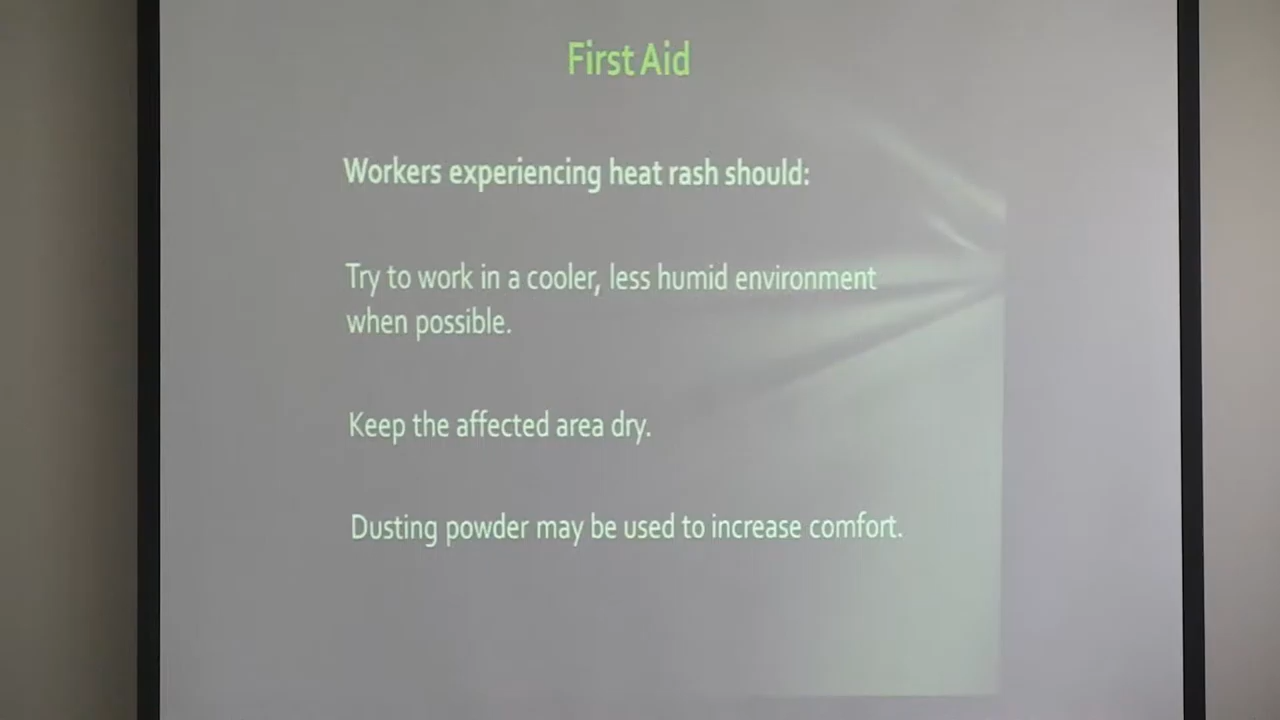 First Aid
Workers experiencing heat rash should:
Try to work in a cooler, less humid environment
when possible.
Keep the affected area dry.
Dusting powder may be used to increase comfort.